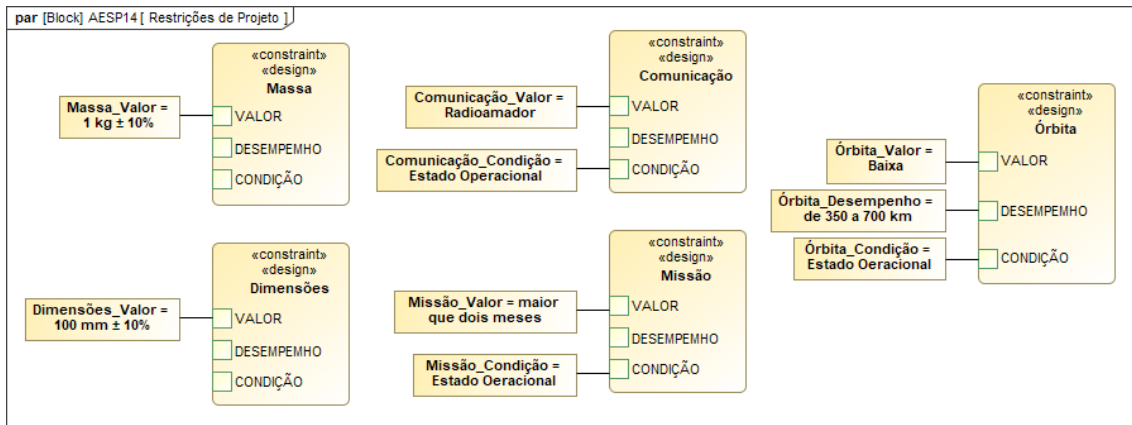 par [Block] AESP14 [ Restrições de Projeto ]
«constraint»
«design»
Massa
Massa_Valor =
1 kg ± 10%
VALOR
DESEMPEMHO
CONDIÇÃO
«constraint»
«design»
Comunicação
Comunicação_Valor =
Radioamador
VALOR
DESEMPEMHO
Comunicação_Condição =
Estado Operacional
CONDIÇÃO
«constraint»
«design»
Órbita
Órbita_Valor =
Baixa
VALOR
Órbita_Desempenho =
de 350 a 700 km
DESEMPEMHO
Órbita_Condição =
Estado Oeracional
CONDIÇÃO
«constraint»
«design»
Dimensões
Dimensões_Valor =
100 mm ± 10%
VALOR
DESEMPEMHO
CONDIÇÃO
«constraint»
«design»
Missão
Missão_Valor = maior
que dois meses
VALOR
DESEMPEMHO
Missão_Condição =
Estado Oeracional
CONDIÇÃO